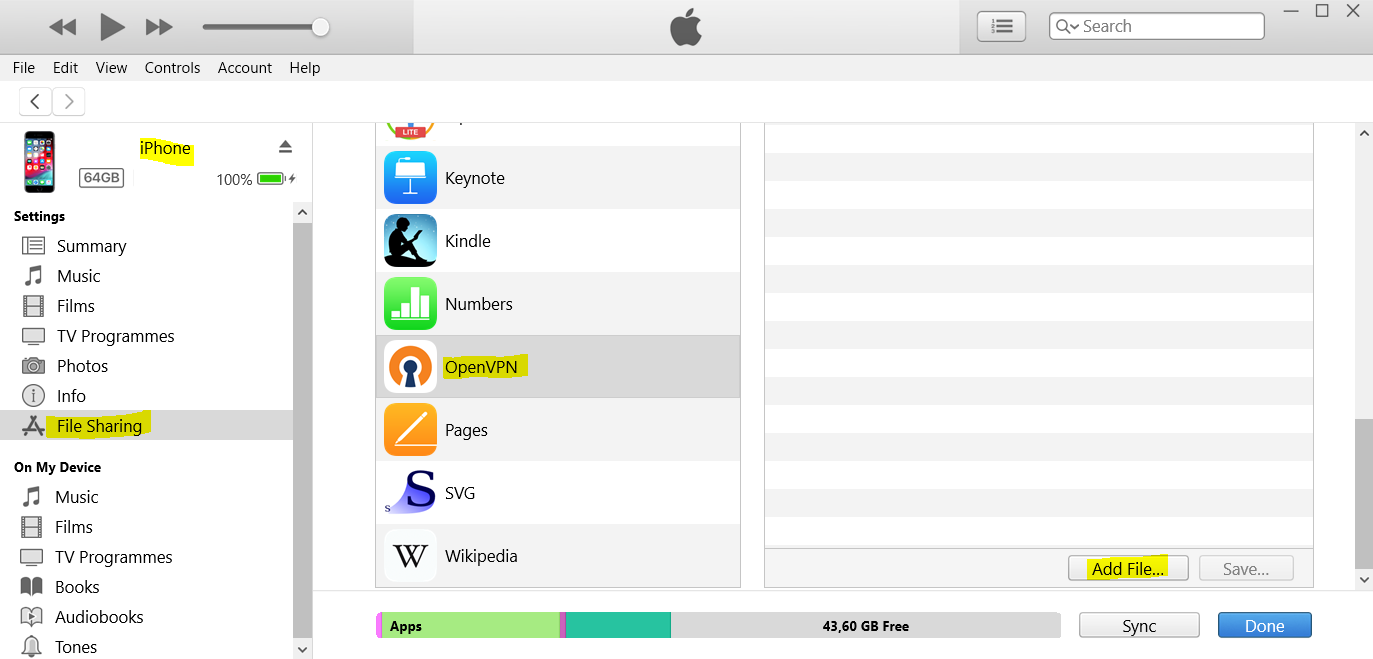 Search
File Edit View Controls Account Help
iPhone
64GB
100%
Settings
Summary
Music
Films
TV Programmes
Photos
Info
File Sharing
On My Device
Music
Films
TV Programmes
Books
Audiobooks
Tones
LITE
Keynote
Kindle
Numbers
OpenVPN
Pages
S
S SVG
W Wikipedia
Add File... Save...
Apps 43,60 GB Free Sync Done